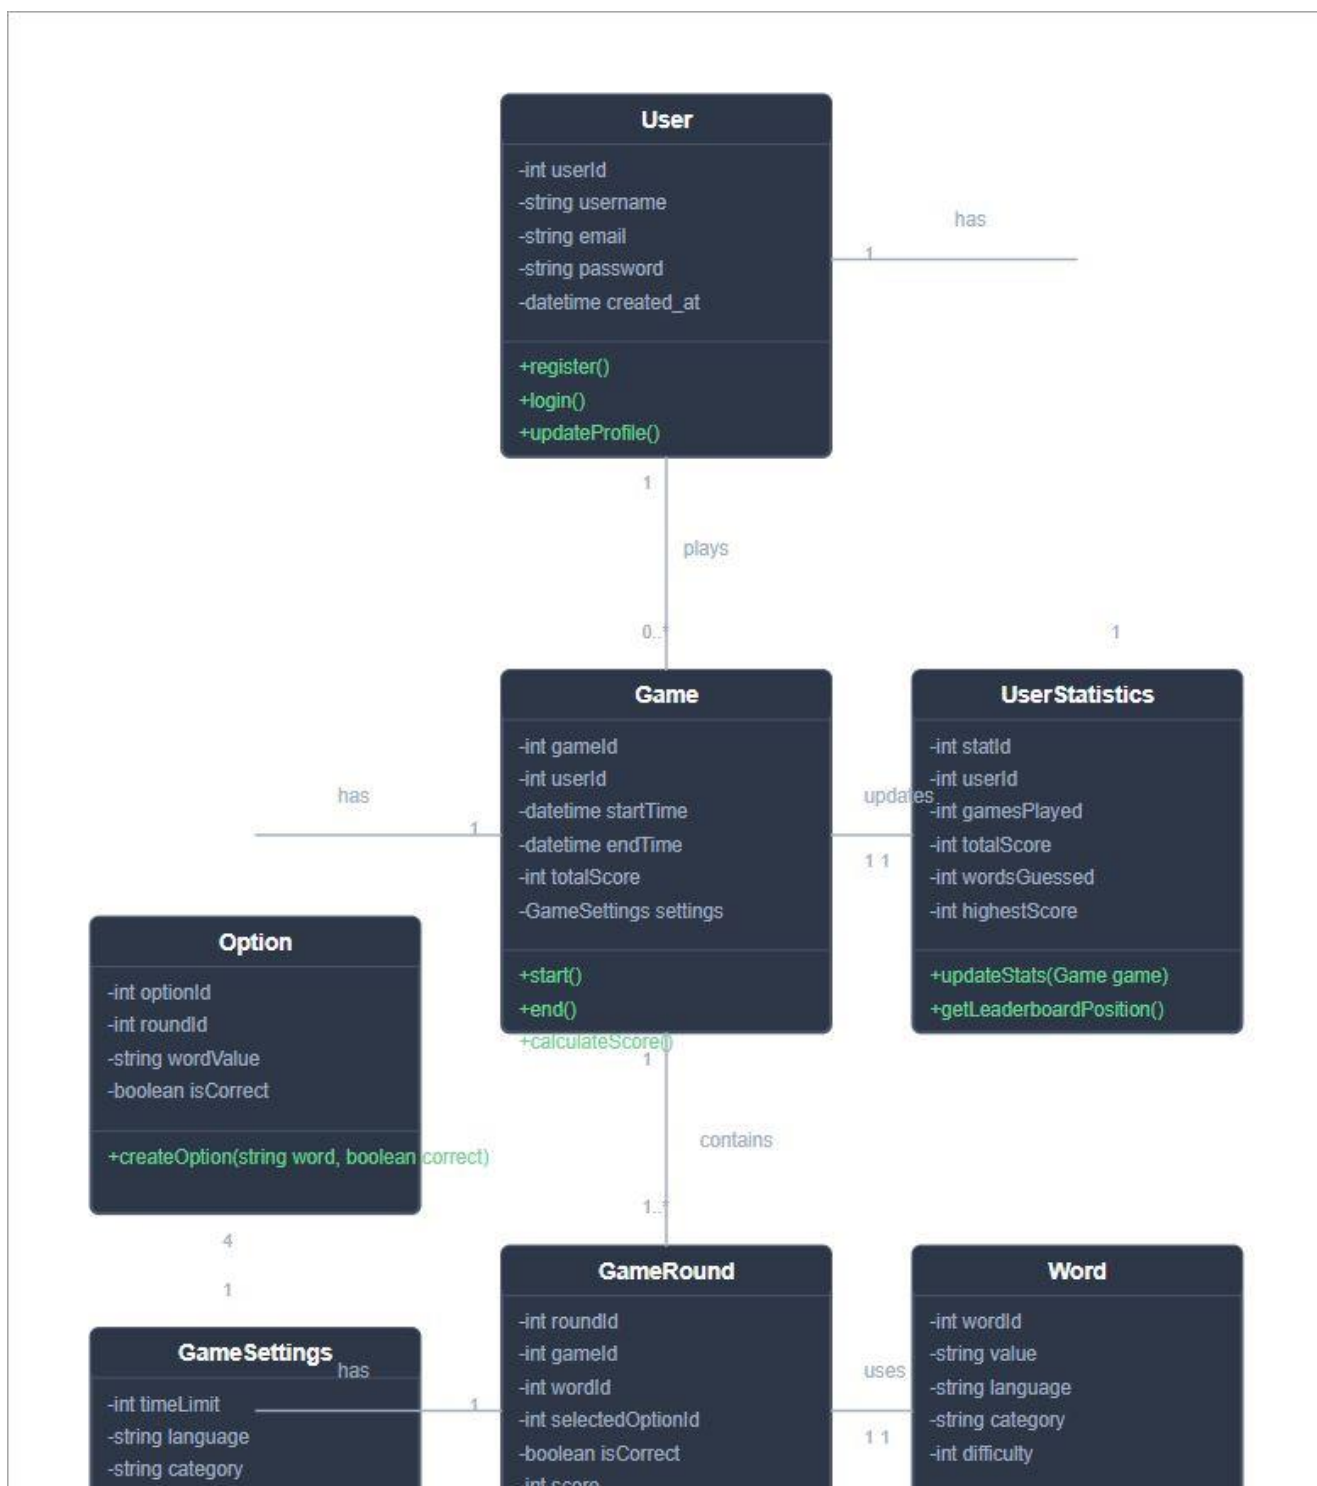 User
-int userId
-string username
-string email
-string password
-datetime created_at
+register()
+login()
+updateProfile()
has
1
1
plays
0..*
1
Game
-int gameId
-int userId
-datetime startTime
-datetime endTime
-int totalScore
-GameSettings settings
+start()
+end()
+calculateScore()
has
1
updates
1 1
UserStatistics
-int statId
-int userId
-int gamesPlayed
-int totalScore
-int wordsGuessed
-int highestScore
+updateStats(Game game)
+getLeaderboardPosition()
Option
-int optionId
-int roundId
-string wordValue
-boolean isCorrect
+createOption(string word, boolean correct)
4
1
1
contains
1..*
GameSettings
-int timeLimit
-string language
-string category
has
1
GameRound
-int roundId
-int gameId
-int wordId
-int selectedOptionId
-boolean isCorrect
-int score
uses
1 1
Word
-int wordId
-string value
-string language
-string category
-int difficulty